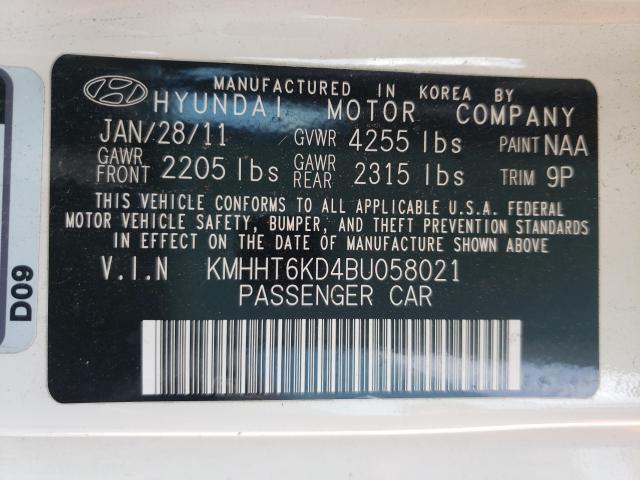 MANUFACTURED IN KOREA BY
HYUNDAI MOTOR COMPANY
JAN/28/11 GVWR 4255 lbs PAINT NAA
GAWR FRONT 2205 lbs GAWR REAR 2315 lbs TRIM 9P
THIS VEHICLE CONFORMS TO ALL APPLICABLE U.S.A. FEDERAL
MOTOR VEHICLE SAFETY, BUMPER, AND THEFT PREVENTION STANDARDS
IN EFFECT ON THE DATE OF MANUFACTURE SHOWN ABOVE
V.I.N KMHHT6KD4BU058021
PASSENGER CAR
D09